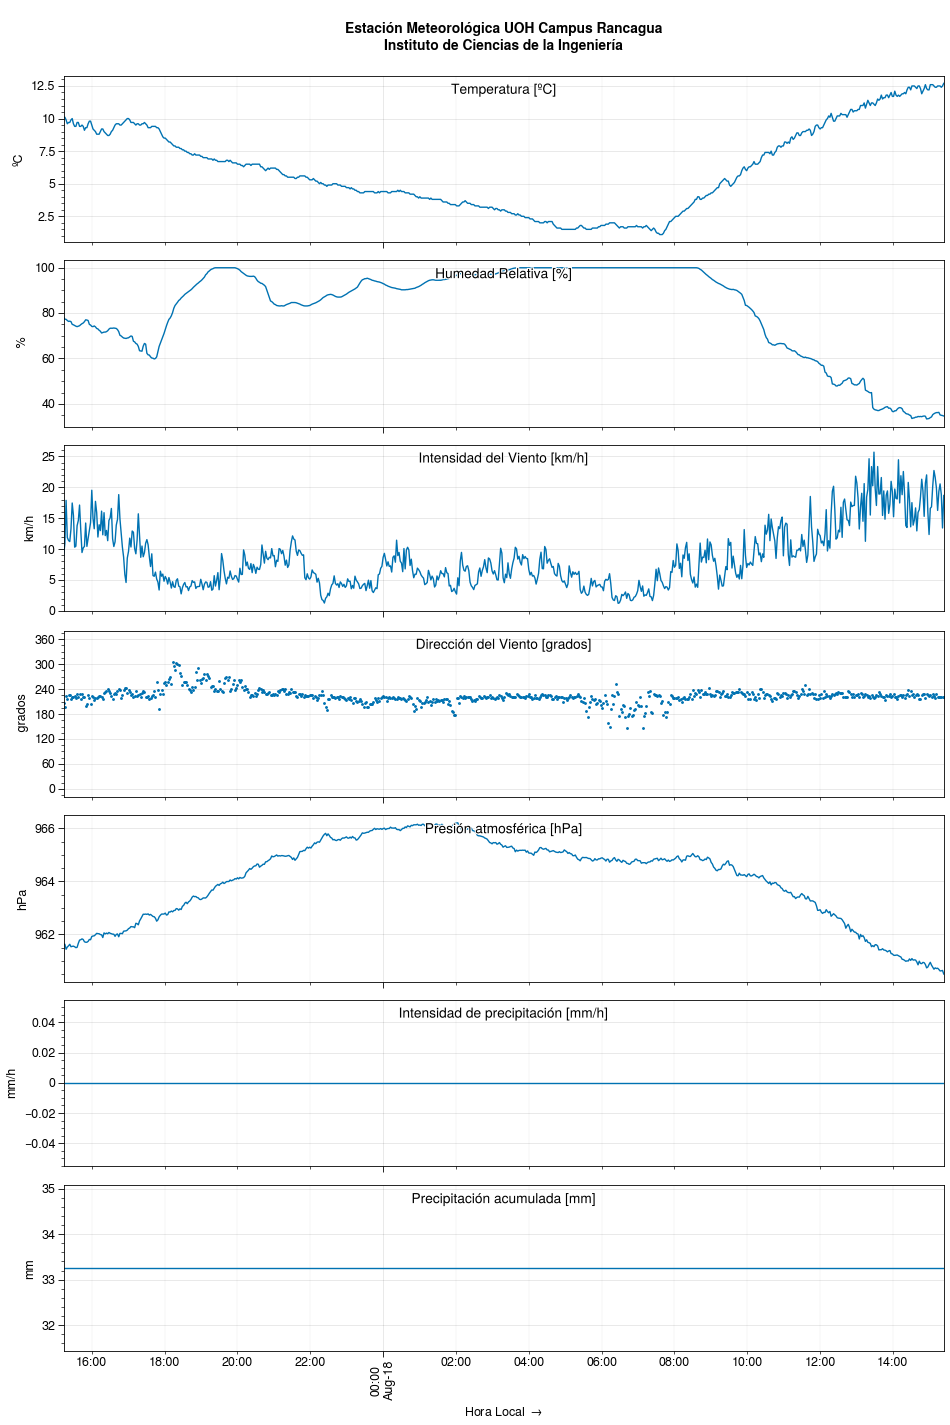 Estación Meteorológica UOH Campus Rancagua
Instituto de Ciencias de la Ingeniería
Temperatura [ºC]
ºC
12.5
10
7.5
5
2.5
Humedad Relativa [%]
%
100
80
60
40
Intensidad del Viento [km/h]
km/h
25
20
15
10
5
0
Dirección del Viento [grados]
grados
360
300
240
180
120
60
0
Presión atmosférica [hPa]
hPa
966
964
962
Intensidad de precipitación [mm/h]
mm/h
0.04
0.02
0
−0.02
−0.04
Precipitación acumulada [mm]
mm
35
34
33
32
16:00 18:00 20:00 22:00 00:00 02:00 04:00 06:00 08:00 10:00 12:00 14:00
Aug-18
Hora Local →